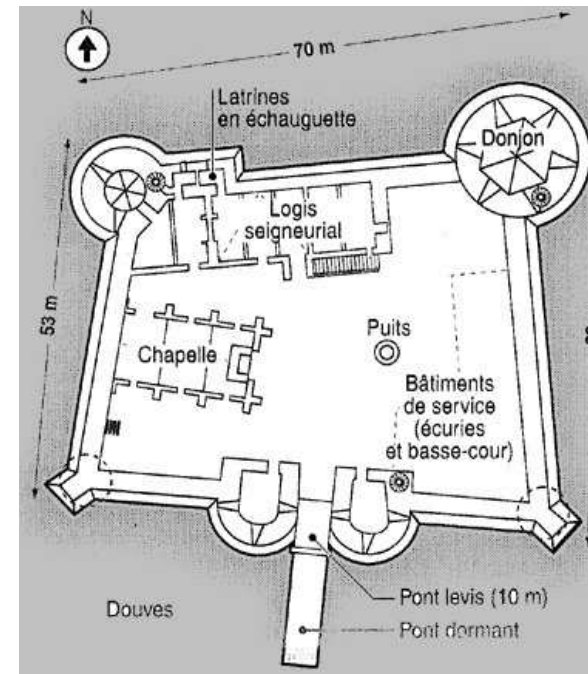 N
70 m
Latrines
en échauguette
Donjon
Logis
seigneurial
53 m
Puits
Chapelle
Bâtiments
de service
(écuries
et basse-cour)
Pont levis (10 m)
Douves
Pont dormant